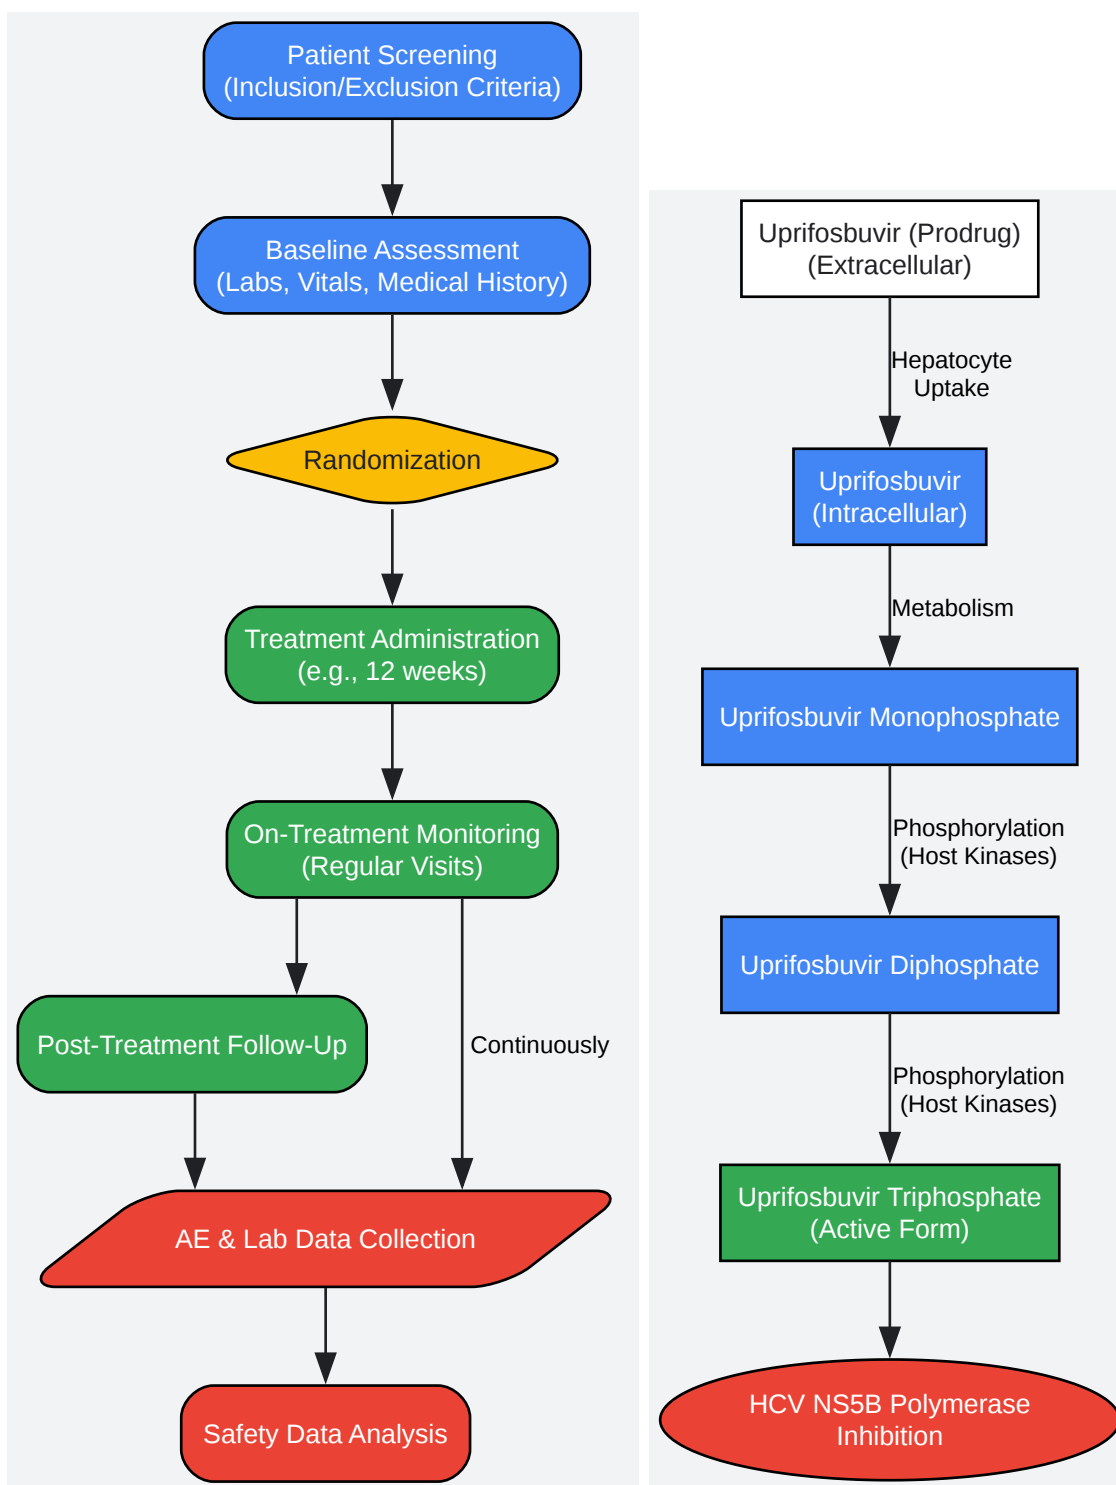 Patient Screening
(Inclusion/Exclusion Criteria)
Baseline Assessment
(Labs, Vitals, Medical History)
Randomization
Treatment Administration
(e.g., 12 weeks)
On-Treatment Monitoring
(Regular Visits)
Post-Treatment Follow-Up
Continuously
AE & Lab Data Collection
Safety Data Analysis
Uprifosbuvir (Prodrug)
(Extracellular)
Hepatocyte
Uptake
Uprifosbuvir
(Intracellular)
Metabolism
Uprifosbuvir Monophosphate
Phosphorylation
(Host Kinases)
Uprifosbuvir Diphosphate
Phosphorylation
(Host Kinases)
Uprifosbuvir Triphosphate
(Active Form)
HCV NS5B Polymerase
Inhibition